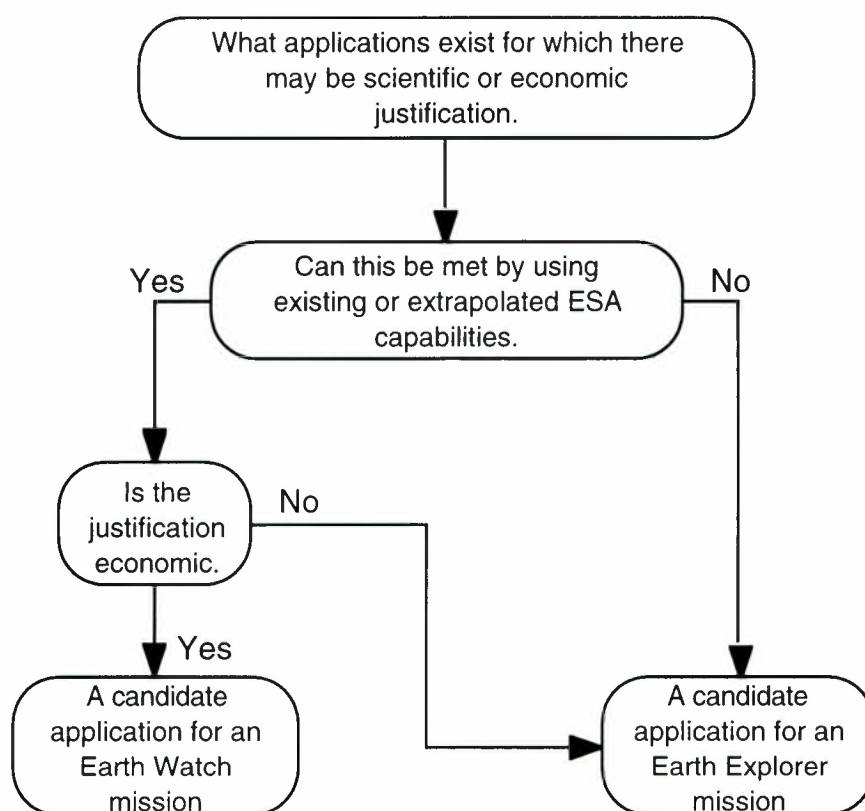 What applications exist for which there
may be scientific or economic
justification.
Yes
Can this be met by using
existing or extrapolated ESA
capabilities.
No
Is the
justification
economic.
No
Yes
A candidate
application for an
Earth Watch
mission
A candidate
application for an
Earth Explorer
mission